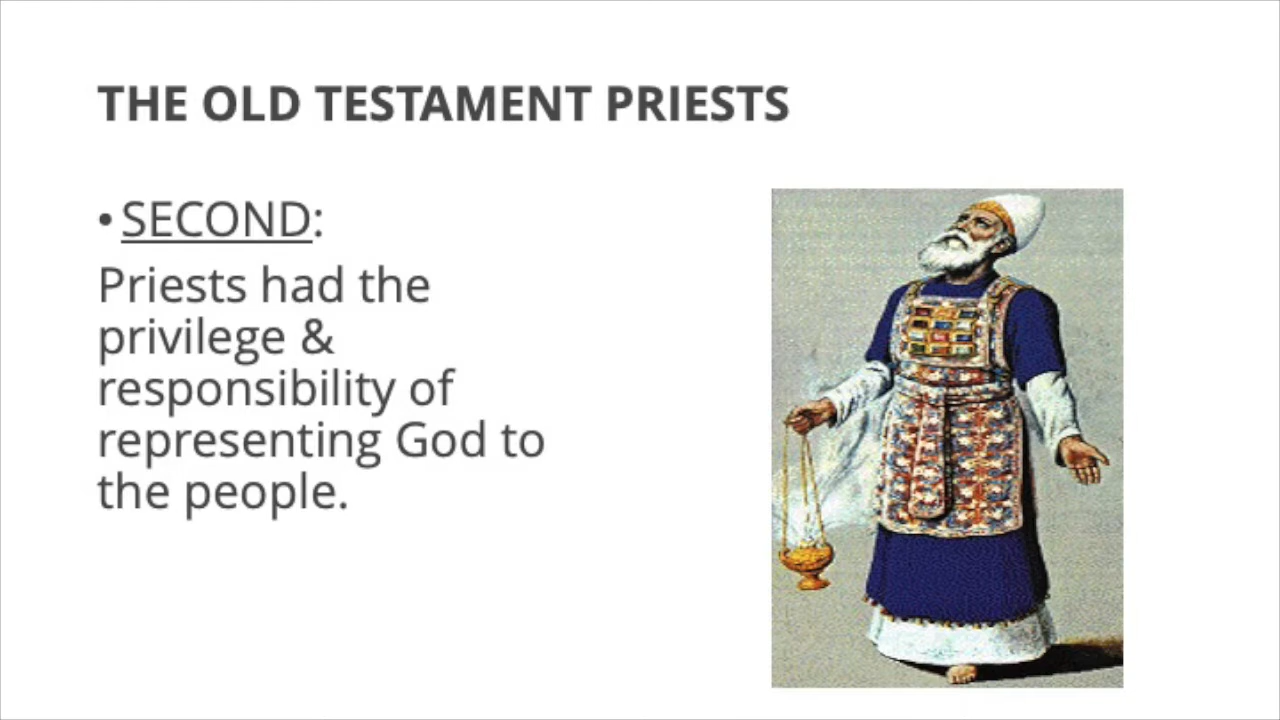 THE OLD TESTAMENT PRIESTS
• SECOND:
Priests had the
privilege &
responsibility of
representing God to
the people.